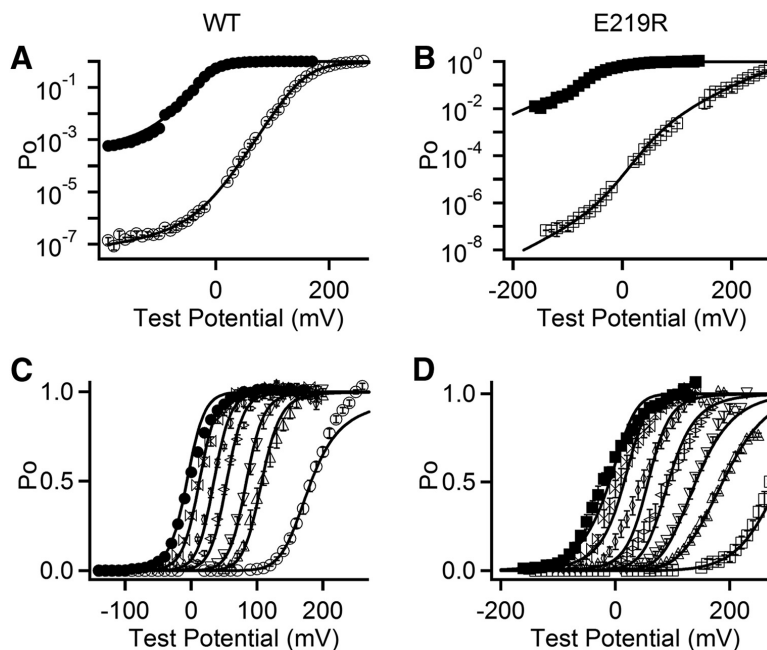 WT
E219R
A
Po
10⁻¹
10⁻³
10⁻⁵
10⁻⁷
0
200
Test Potential (mV)
B
Po
10⁰
10⁻²
10⁻⁴
10⁻⁶
10⁻⁸
-200
0
200
Test Potential (mV)
C
Po
1.0
0.5
0.0
-100
0
100
200
Test Potential (mV)
D
Po
1.0
0.5
0.0
-200
0
200
Test Potential (mV)